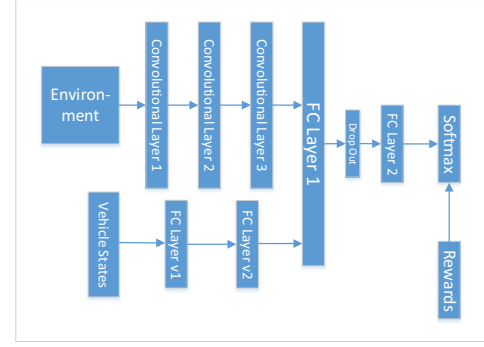 Environ-
ment
Convolutional Layer 1
Convolutional Layer 2
Convolutional Layer 3
FC Layer 1
Drop Out
FC Layer 2
Softmax
Vehicle States
FC Layer v1
FC Layer v2
Rewards